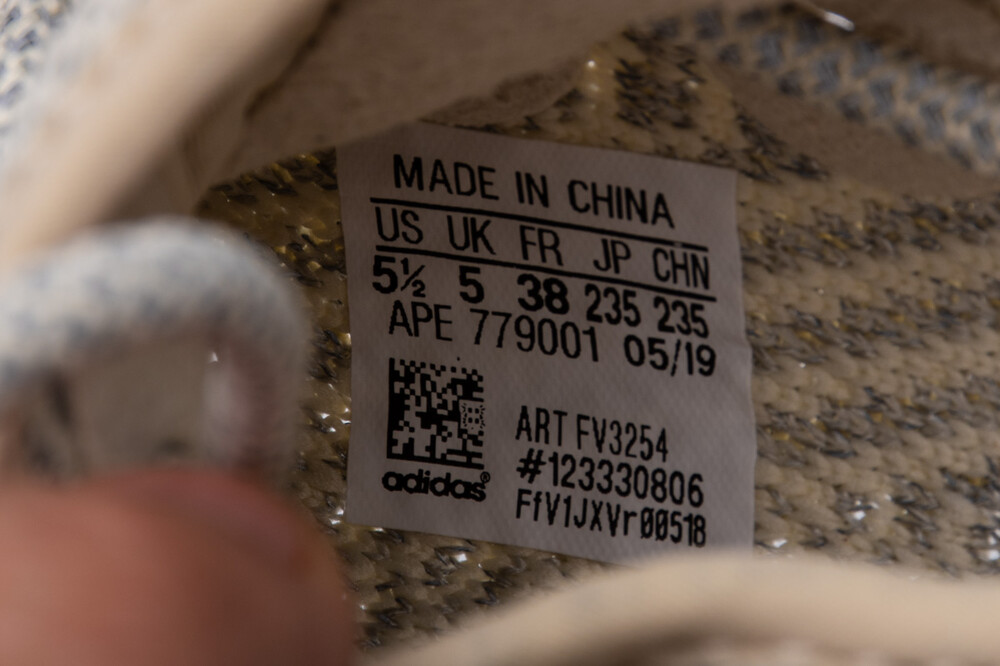 MADE IN CHINA
US UK FR JP CHN
5½ 5 38 235 235
APE 779001 05/19
ART FV3254
#123330806
FfV1JXVr00518
adidas®